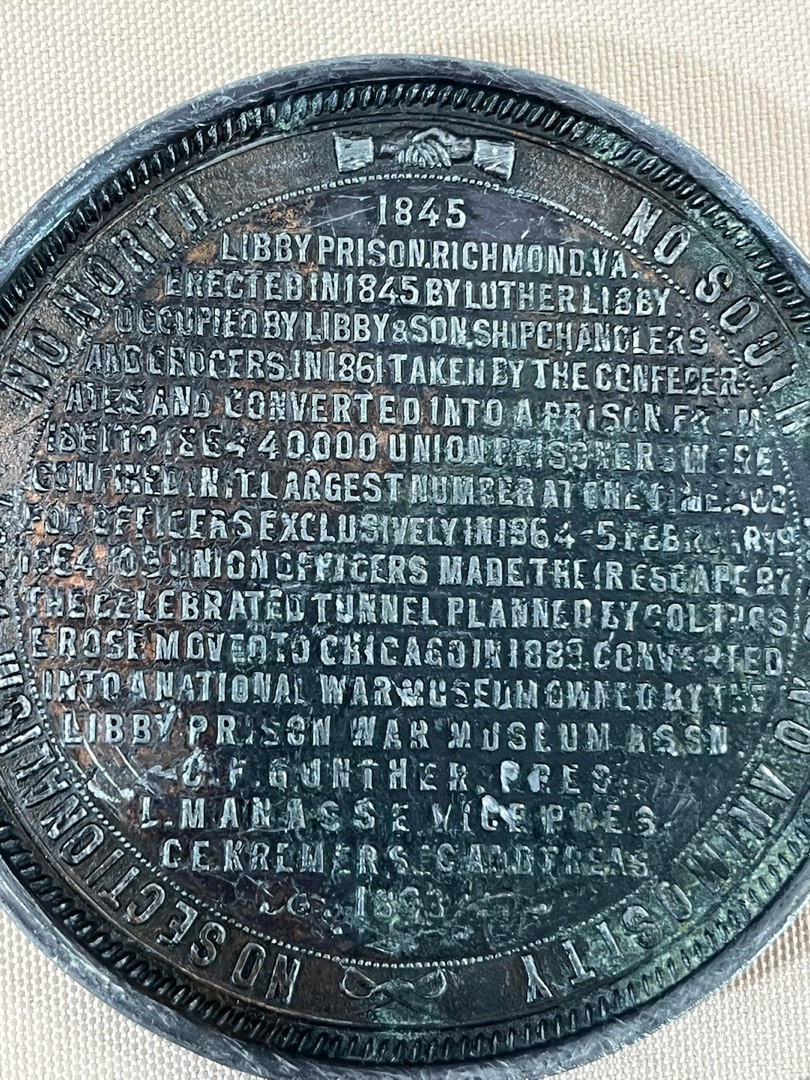 NO NORTH
NO SOUTH
1845
LIBBY PRISON.RICHMOND.VA.
ERECTED IN 1845 BY LUTHER LIBBY
OCCUPIED BY LIBBY & SON, SHIPCHANGLERS
AND GROCERS IN 1861 TAKEN BY THE CONFEDER-
ATES AND CONVERTED INTO A PRISON. FROM
TO 1864 40.000 UNION PRISONERS WERE
CONFINED IN IT. LARGEST NUMBER AT ONE TIME
FOR OFFICERS EXCLUSIVELY IN 1864-5 FEBRUARY 9
1864 109 UNION OFFICERS MADE THEIR ESCAPE BY
THE CELEBRATED TUNNEL PLANNED BY COL THOS
E ROSE MOVED TO CHICAGO IN 1889. CONVERTED
INTO A NATIONAL WAR MUSEUM OWNED BY THE
LIBBY PRISON WAR MUSEUM ASSN
C. F. GUNTHER. PRES
L. MANASSE VICE PRES
C E. KREMER SEC. AND TREAS
NO SECTIONALISM
NO ANIMOSITY